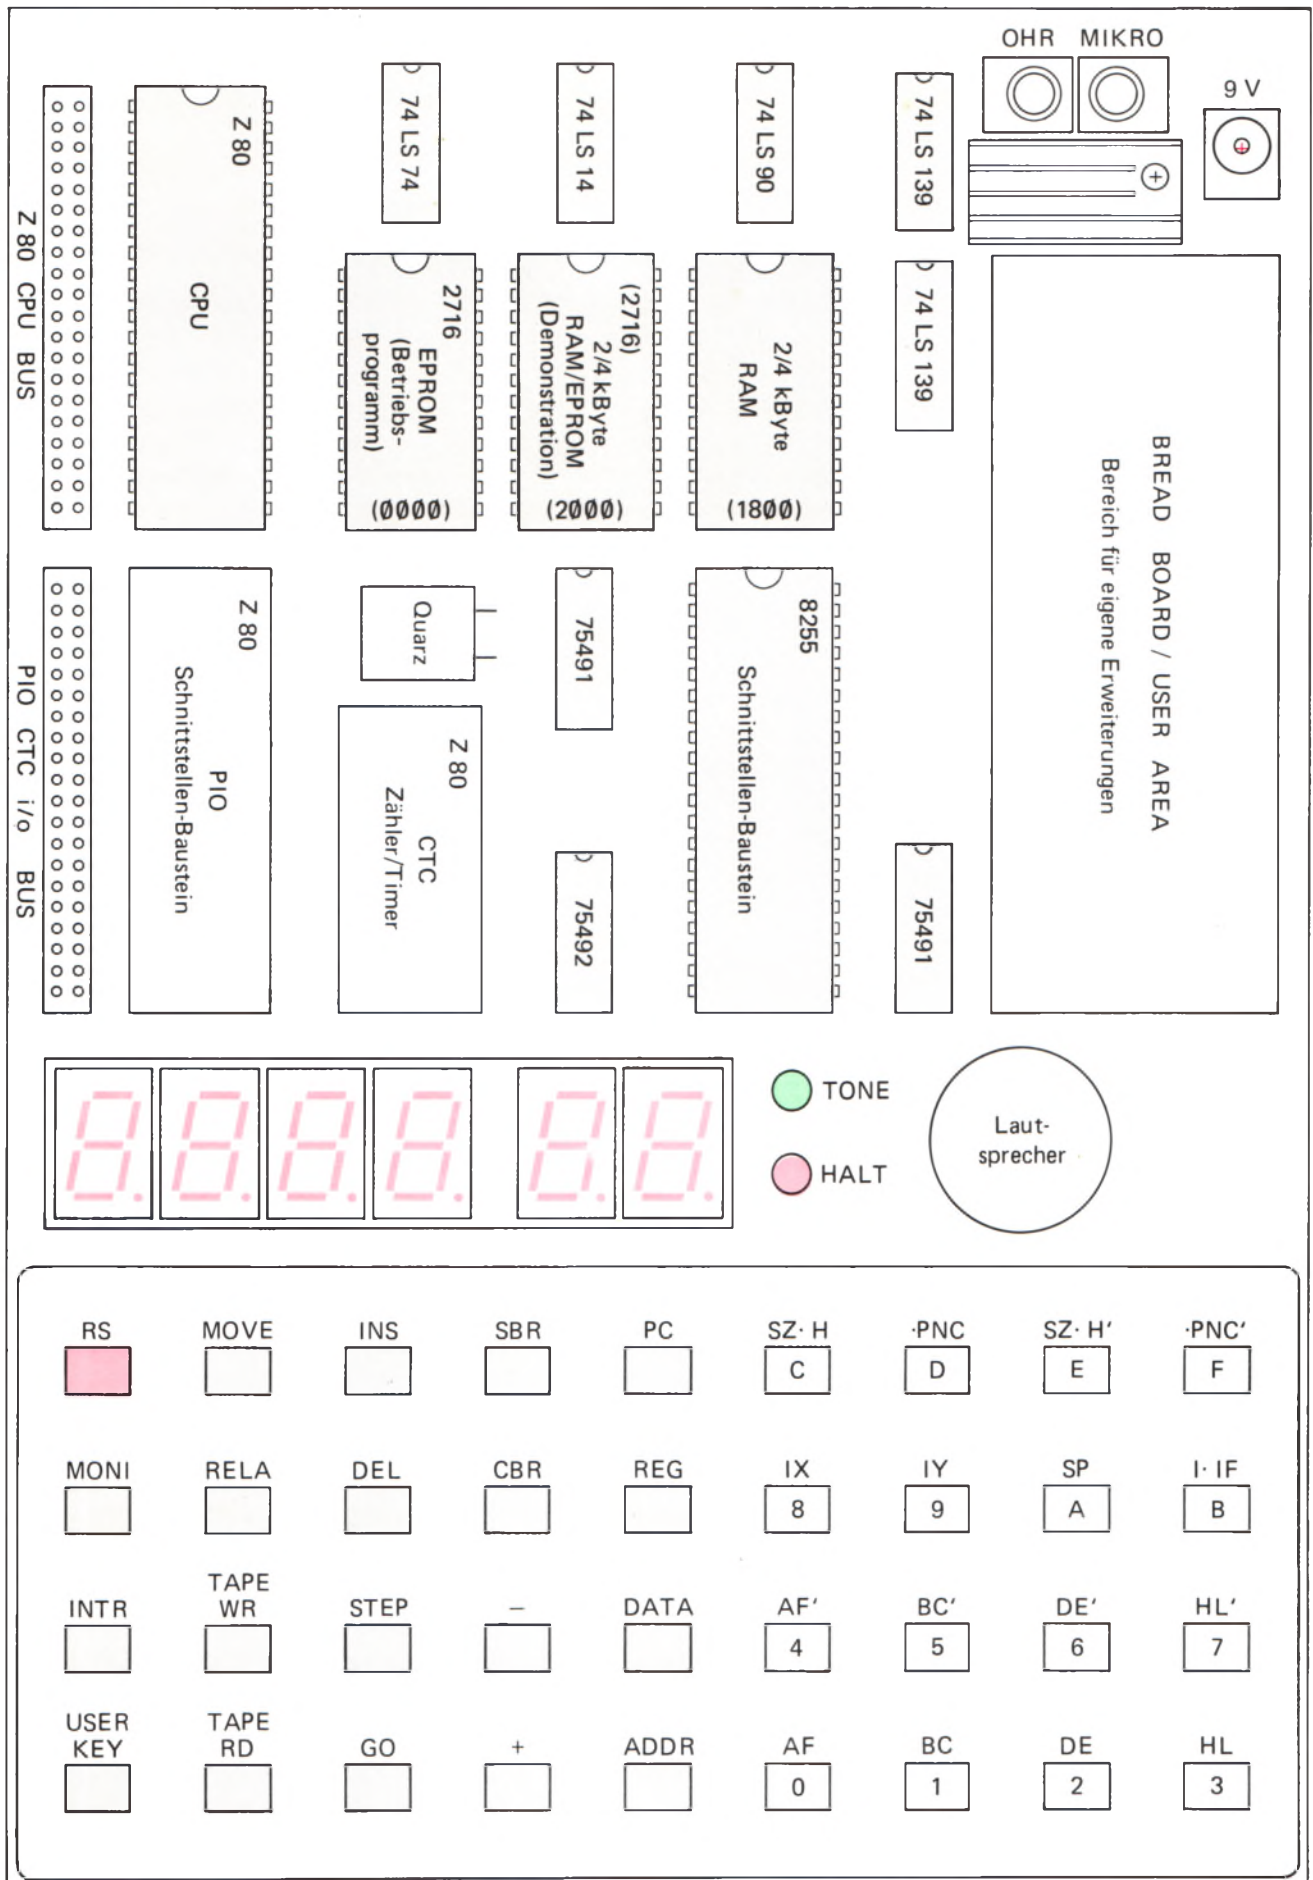 OHR MIKRO
9 V
Z 80 CPU BUS
Z 80
CPU
74 LS 74
74 LS 14
74 LS 90
74 LS 139
74 LS 139
2716
EPROM
(Betriebs-
programm)
(0000)
(2716)
2/4 kByte
RAM/EPROM
(Demonstration)
(2000)
2/4 kByte
RAM
(1800)
BREAD BOARD / USER AREA
Bereich für eigene Erweiterungen
PIO CTC i/o BUS
Z 80
PIO
Schnittstellen-Baustein
Quarz
Z 80
CTC
Zähler/Timer
75491
75492
8255
Schnittstellen-Baustein
75491
8.8.8.8. 8.8.
TONE
HALT
Laut-
sprecher
RS MOVE INS SBR PC SZ·H ·PNC SZ·H' ·PNC'
C D E F
MONI RELA DEL CBR REG IX IY SP I·IF
8 9 A B
TAPE
INTR WR STEP – DATA AF' BC' DE' HL'
4 5 6 7
USER TAPE
KEY RD GO + ADDR AF BC DE HL
0 1 2 3